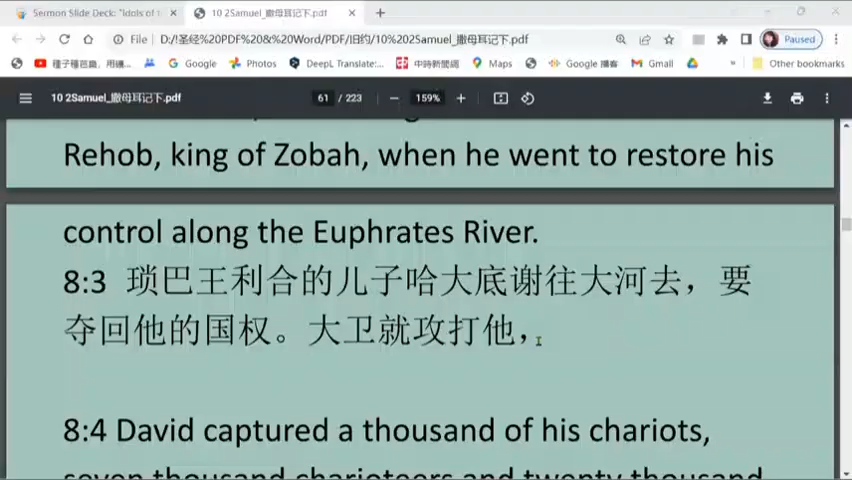 Sermon Slide Deck: "Idols of t
10 2Samuel_撒母耳记下.pdf
File
D:/!圣经%20PDF%20&%20Word/PDF/旧约/10%202Samuel_撒母耳记下.pdf
Paused
Google
Photos
DeepL Translate:...
中時新聞網
Maps
Google 播客
Gmail
»
Other bookmarks
10 2Samuel_撒母耳记下.pdf
61 / 223
159%
Rehob, king of Zobah, when he went to restore his
control along the Euphrates River.
8:3 琐巴王利合的儿子哈大底谢往大河去，要
夺回他的国权。大卫就攻打他，
8:4 David captured a thousand of his chariots,
seven thousand charioteers and twenty thousand